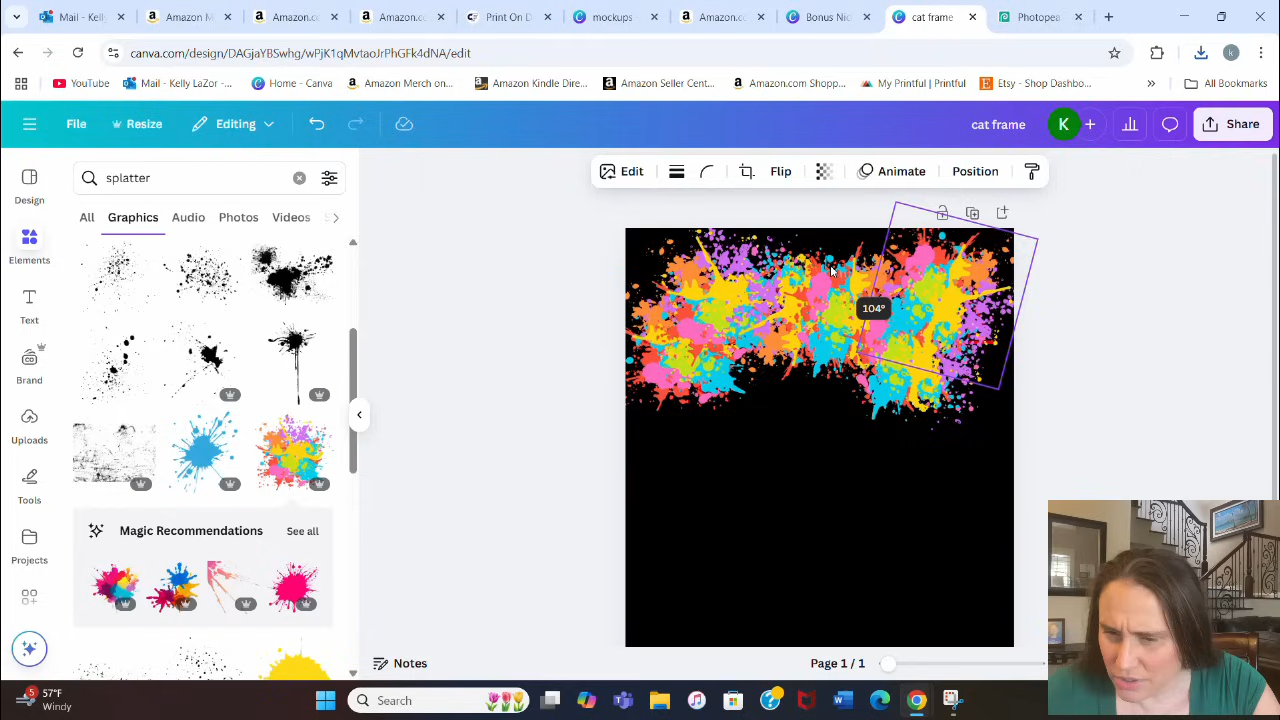 Mail - Kelly
Amazon M
Amazon.c
Amazon.co
Print On D
mockups
Amazon.c
Bonus Nic
cat frame
Photopea
canva.com/design/DAGjaYBSwhg/wPjK1qMvtaoJrPhGFk4dNA/edit
k
YouTube
Mail - Kelly LaZor -...
Home - Canva
Amazon Merch on...
Amazon Kindle Dire...
Amazon Seller Cent...
Amazon.com Shopp...
My Printful | Printful
Etsy - Shop Dashbo...
All Bookmarks
File
Resize
Editing
cat frame
K
Share
Design
Elements
Text
Brand
Uploads
Tools
Projects
splatter
All
Graphics
Audio
Photos
Videos
Magic Recommendations
See all
Edit
Flip
Animate
Position
104°
Notes
Page 1 / 1
5
57°F
Windy
Search